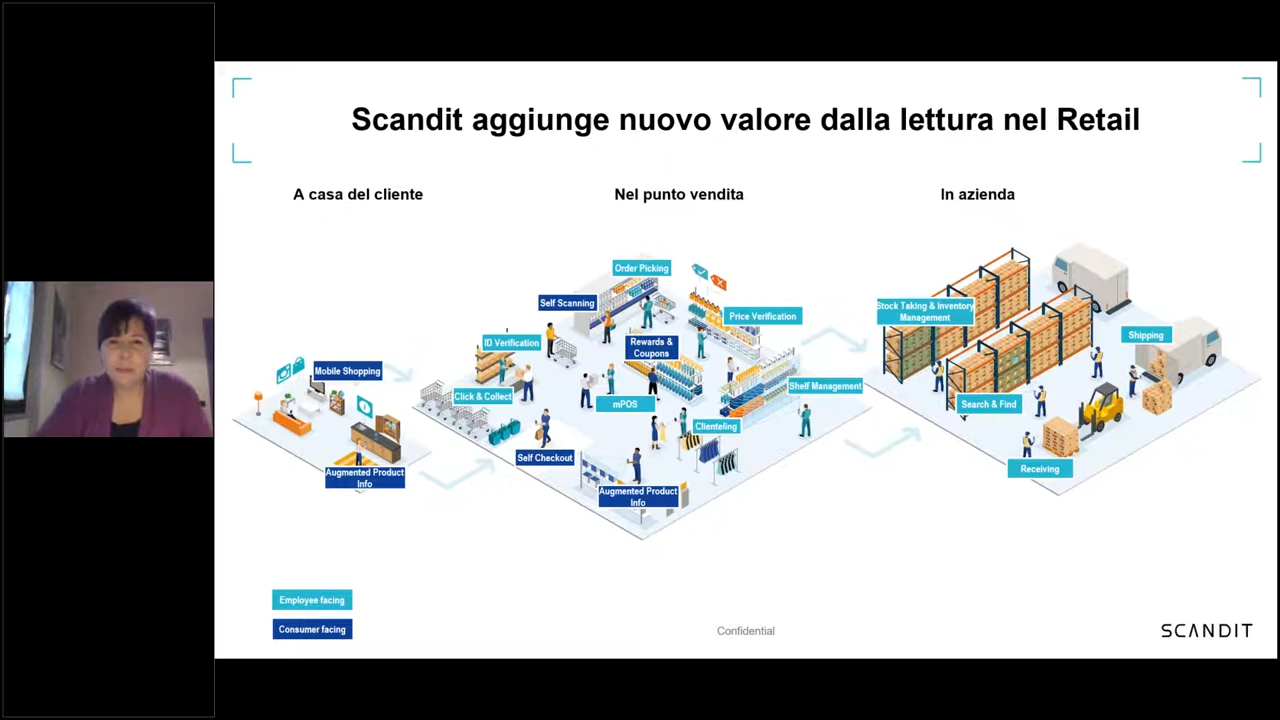 Scandit aggiunge nuovo valore dalla lettura nel Retail
A casa del cliente
Nel punto vendita
In azienda
Mobile Shopping
Augmented Product
Info
Order Picking
Self Scanning
ID Verification
Price Verification
Rewards &
Coupons
Click & Collect
mPOS
Shelf Management
Clienteling
Self Checkout
Augmented Product
Info
Stock Taking & Inventory
Management
Shipping
Search & Find
Receiving
Employee facing
Consumer facing
Confidential
SCANDIT